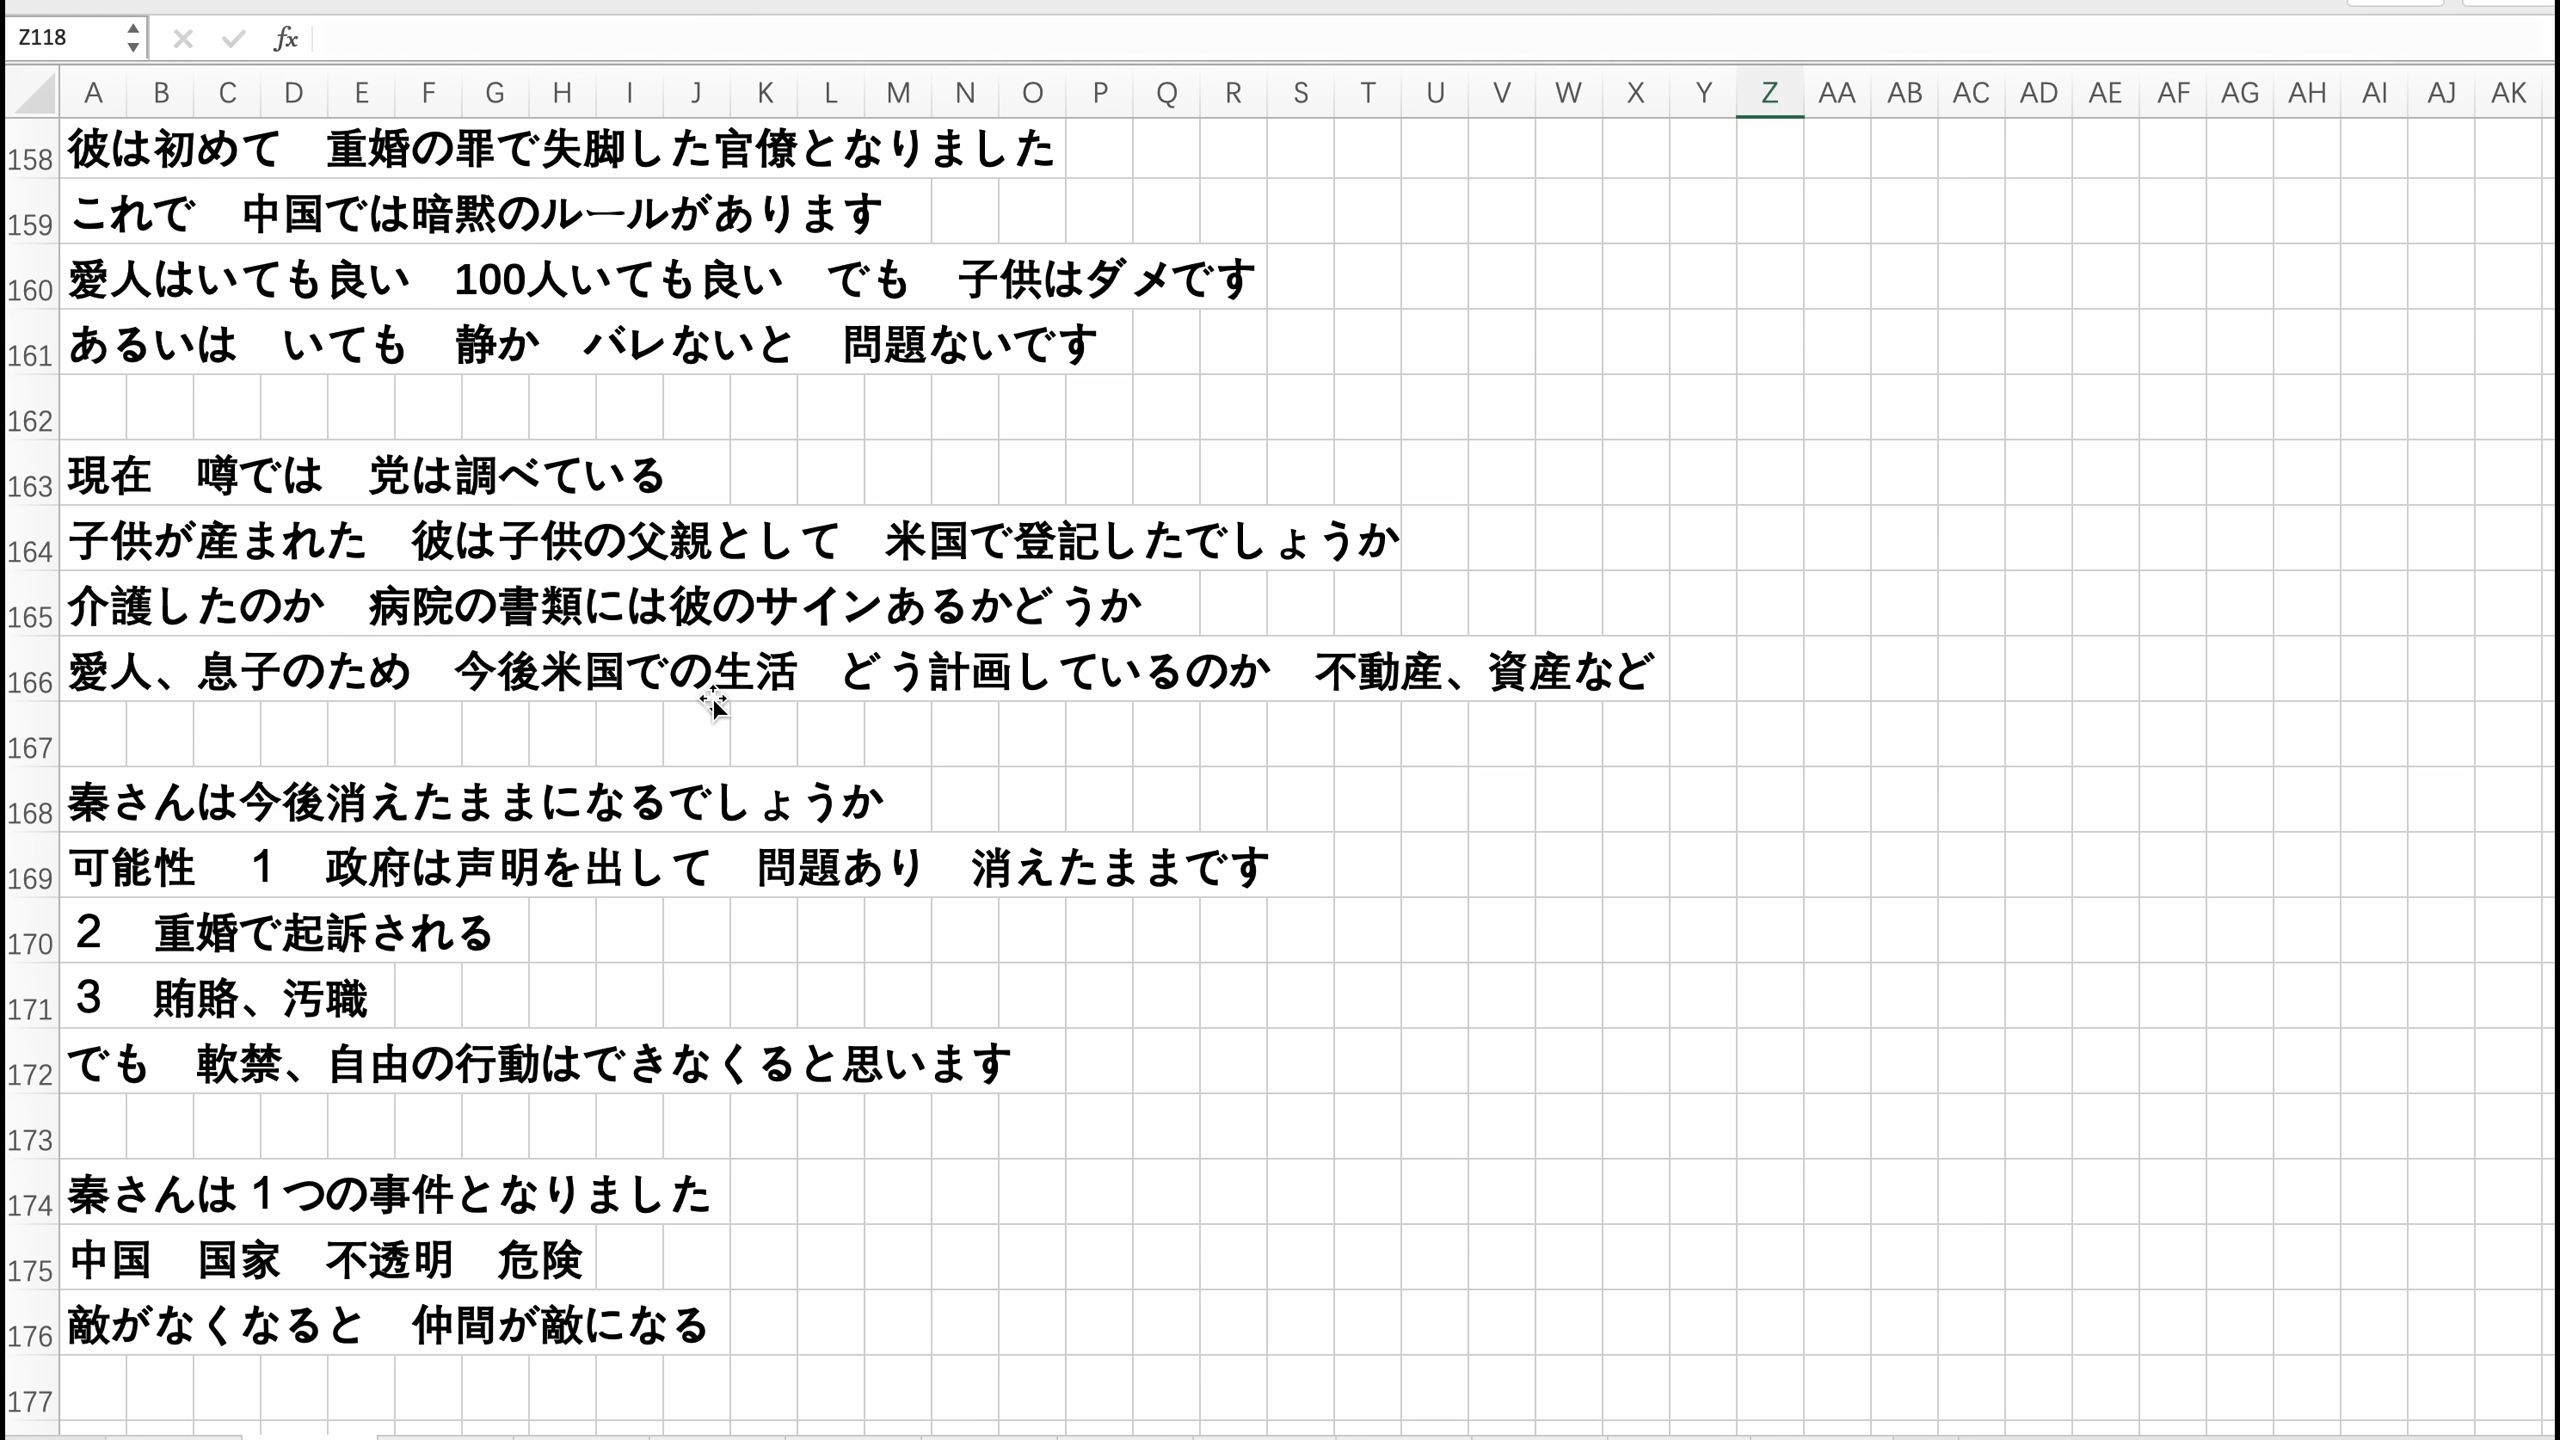 Z118 fx
A B C D E F G H I J K L M N O P Q R S T U V W X Y Z AA AB AC AD AE AF AG AH AI AJ AK
158 彼は初めて　重婚の罪で失脚した官僚となりました
159 これで　中国では暗黙のルールがあります
160 愛人はいても良い　100人いても良い　でも　子供はダメです
161 あるいは　いても　静か　バレないと　問題ないです
162
163 現在　噂では　党は調べている
164 子供が産まれた　彼は子供の父親として　米国で登記したでしょうか
165 介護したのか　病院の書類には彼のサインあるかどうか
166 愛人、息子のため　今後米国での生活　どう計画しているのか　不動産、資産など
167
168 秦さんは今後消えたままになるでしょうか
169 可能性　１　政府は声明を出して　問題あり　消えたままです
170 ２　重婚で起訴される
171 ３　賄賂、汚職
172 でも　軟禁、自由の行動はできなくると思います
173
174 秦さんは１つの事件となりました
175 中国　国家　不透明　危険
176 敵がなくなると　仲間が敵になる
177